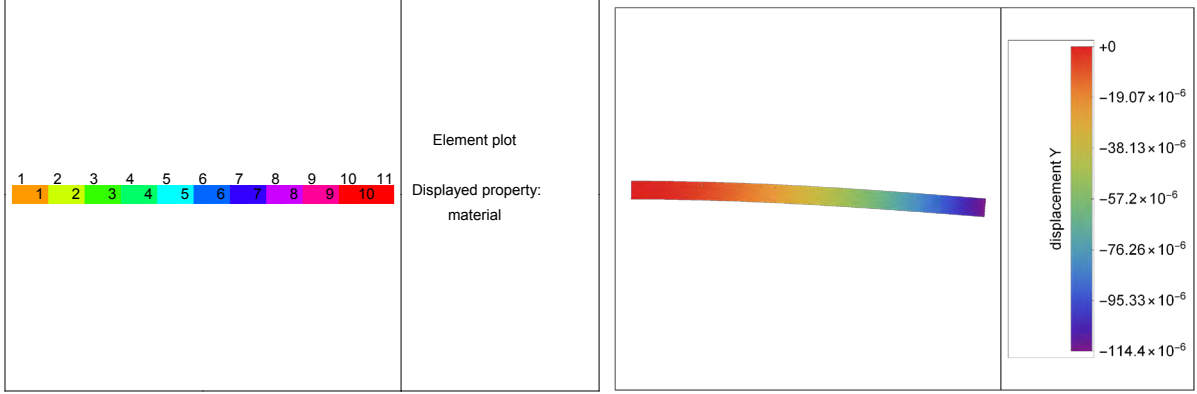 1 2 3 4 5 6 7 8 9 10 11
1 2 3 4 5 6 7 8 9 10
Element plot
Displayed property:
material
displacement Y
+0
−19.07×10⁻⁶
−38.13×10⁻⁶
−57.2×10⁻⁶
−76.26×10⁻⁶
−95.33×10⁻⁶
−114.4×10⁻⁶